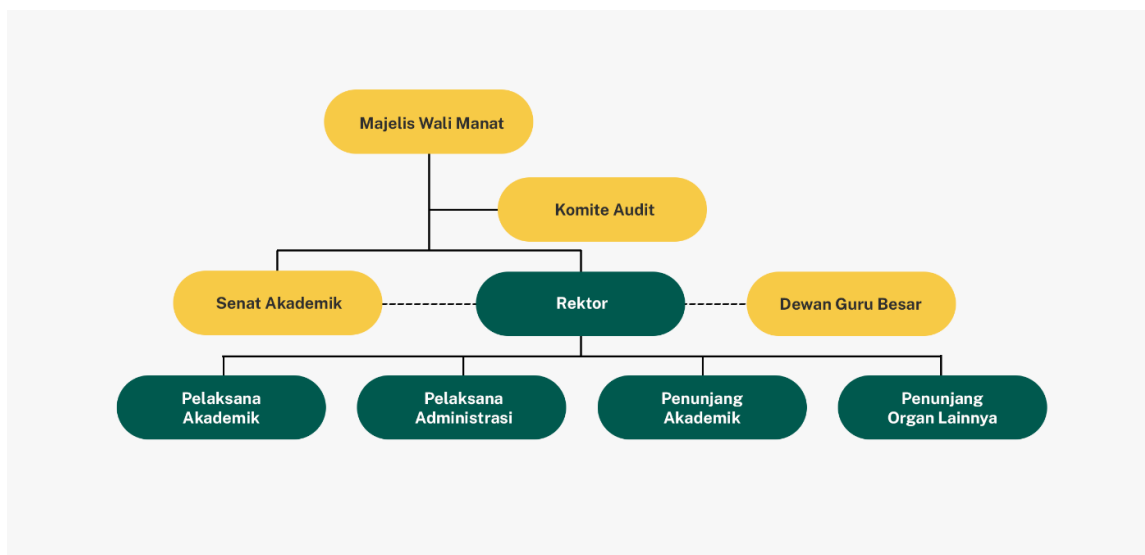 Majelis Wali Manat
Komite Audit
Senat Akademik
Rektor
Dewan Guru Besar
Pelaksana
Akademik
Pelaksana
Administrasi
Penunjang
Akademik
Penunjang
Organ Lainnya